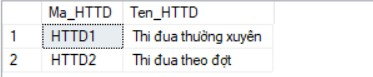 Ma_HTTD Ten_HTTD
1 HTTD1 Thi đua thường xuyên
2 HTTD2 Thi đua theo đợt